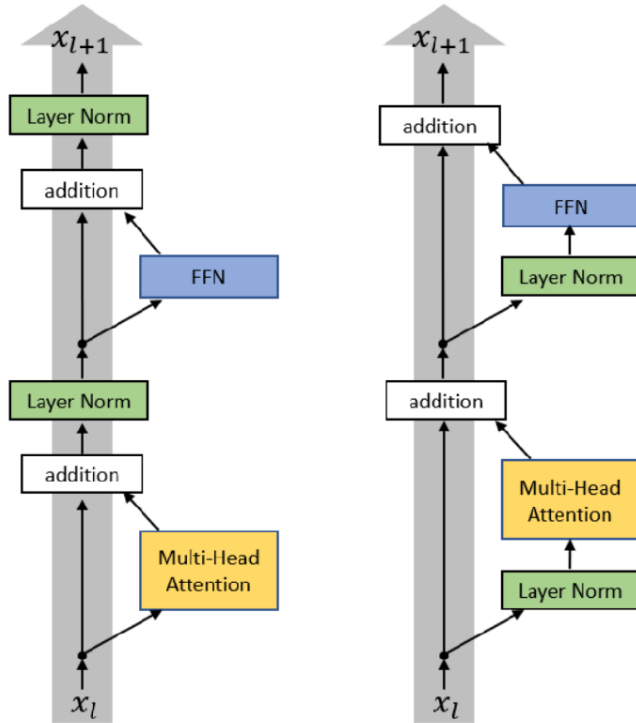 x_{l+1}
Layer Norm
addition
FFN
Layer Norm
addition
Multi-Head
Attention
x_l
x_{l+1}
addition
FFN
Layer Norm
addition
Multi-Head
Attention
Layer Norm
x_l